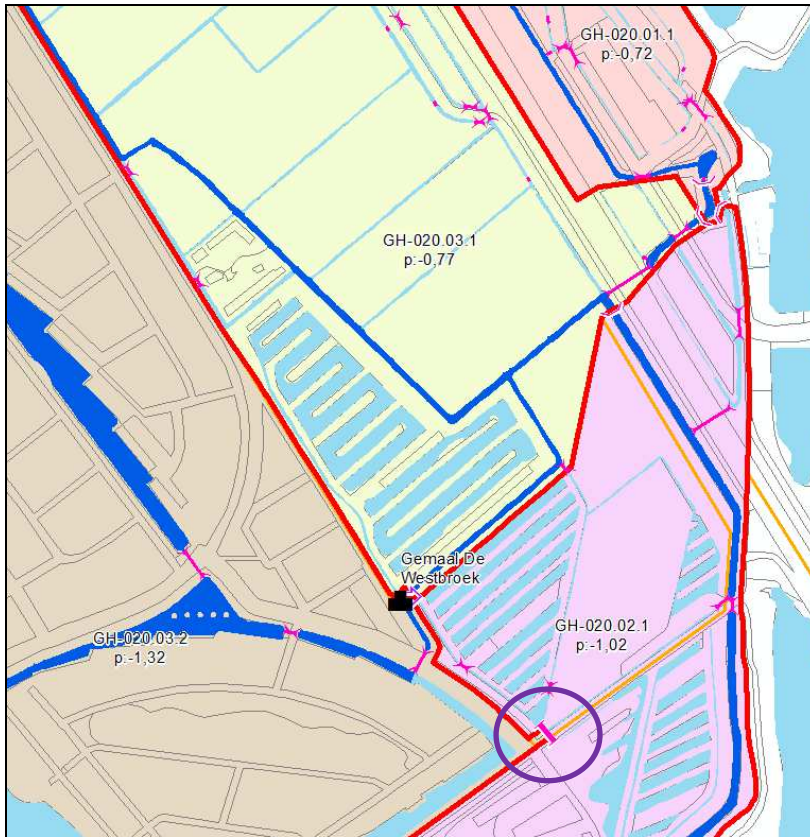 GH-020.01.1
p:-0,72
GH-020.03.1
p:-0,77
Gemaal De
Westbroek
GH-020.02.1
p:-1,02
GH-020.03.2
p:-1,32